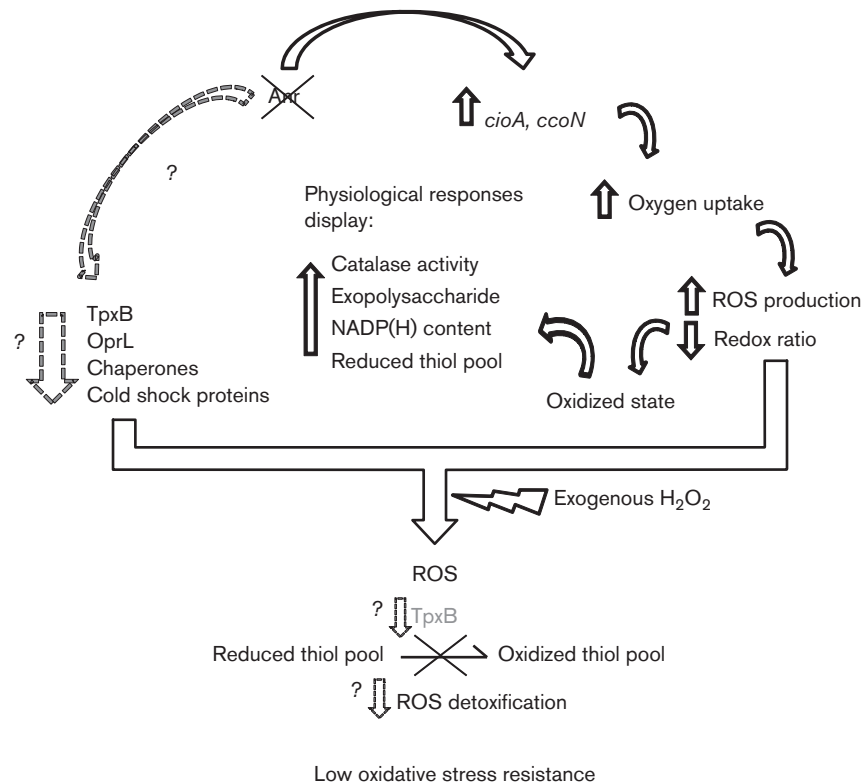 Anr
cioA, ccoN
?
Physiological responses
display:
Oxygen uptake
Catalase activity
Exopolysaccharide
NADP(H) content
Reduced thiol pool
ROS production
Redox ratio
Oxidized state
?
TpxB
OprL
Chaperones
Cold shock proteins
Exogenous H₂O₂
ROS
? TpxB
Reduced thiol pool Oxidized thiol pool
? ROS detoxification
Low oxidative stress resistance